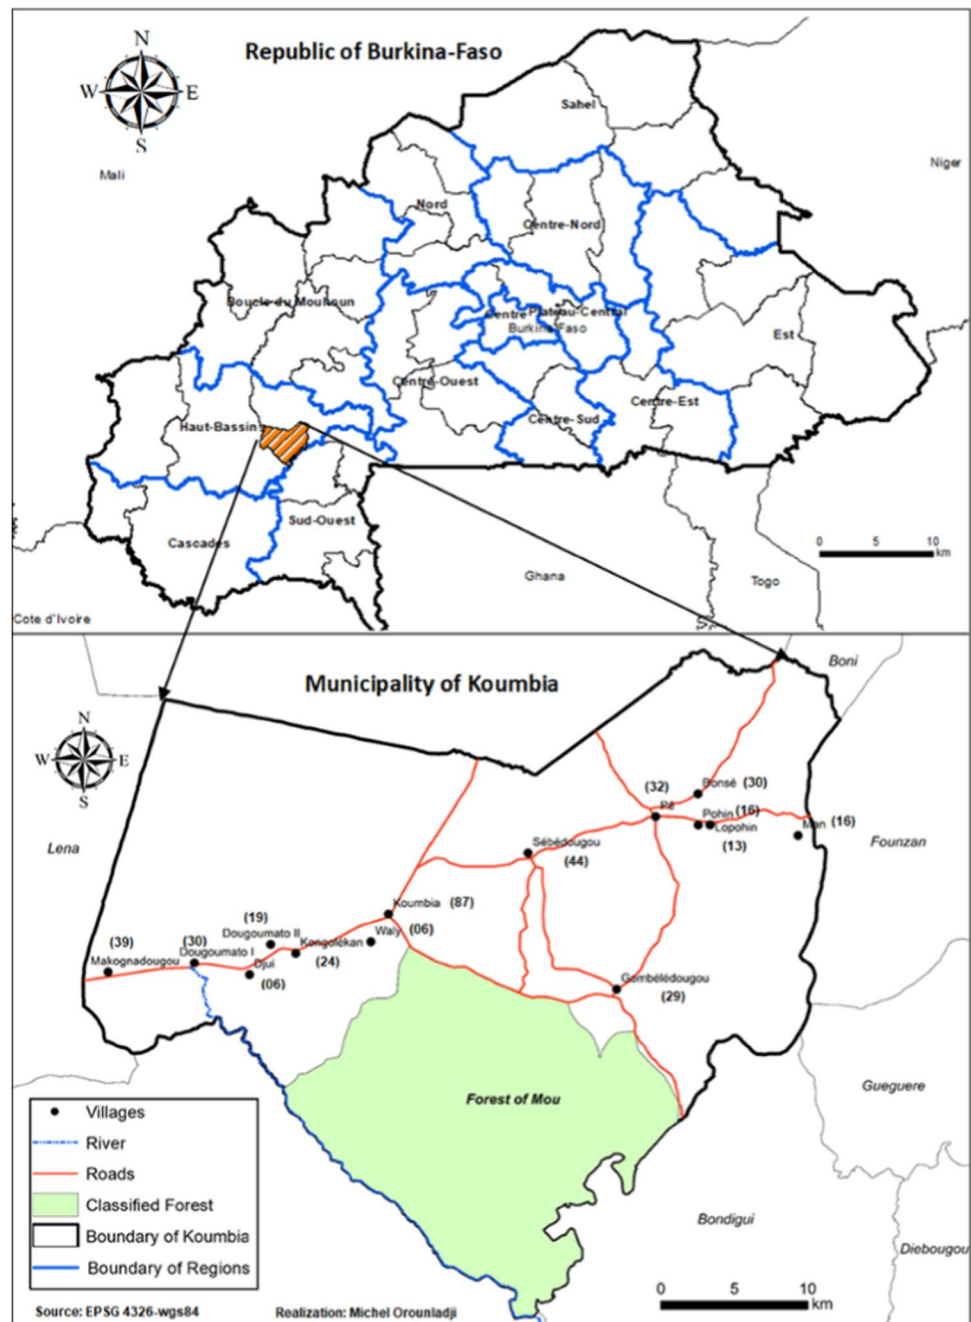 Republic of Burkina-Faso
N
W E
S
Mali
Niger
Sahel
Nord
Centre-Nord
Boucle du Mouhoun
Centre
Plateau-Central
Burkina Faso
Est
Centre-Ouest
Centre-Est
Centre-Sud
Haut-Bassin
Sud-Ouest
Cascades
0 5 10
km
Ghana
Togo
Cote d'Ivoire
Municipality of Koumbia
Boni
N
W E
S
Lena
Founzan
(32)
Bonsé (30)
Pê
Pohin (16)
Lopohin
(13)
Man (16)
Sébédougou
(44)
Koumbia (87)
Waly (06)
(19)
Dougoumato II
Kongolekan
(24)
(39)
Makognadougou
(30)
Dougoumato I
Djui
(06)
Gombélédougou
(29)
Forest of Mou
Gueguere
Bondigui
Diebougou
Villages
River
Roads
Classified Forest
Boundary of Koumbia
Boundary of Regions
0 5 10
km
Source: EPSG 4326-wgs84
Realization: Michel Orounladji